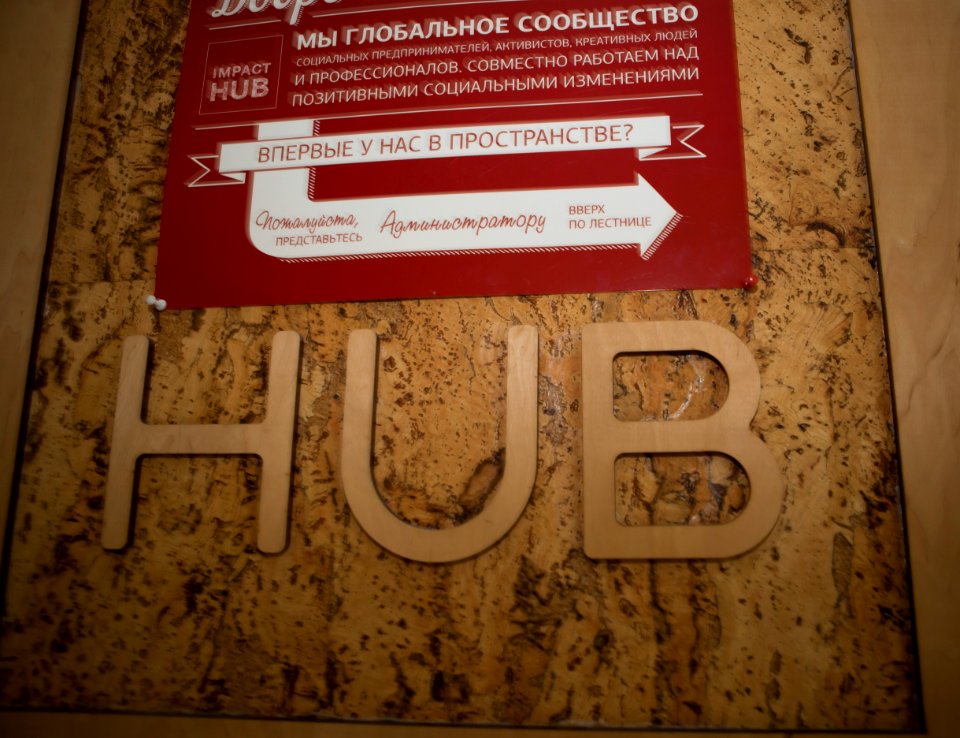 МЫ ГЛОБАЛЬНОЕ СООБЩЕСТВО
СОЦИАЛЬНЫХ ПРЕДПРИНИМАТЕЛЕЙ, АКТИВИСТОВ, КРЕАТИВНЫХ ЛЮДЕЙ
И ПРОФЕССИОНАЛОВ. СОВМЕСТНО РАБОТАЕМ НАД
ПОЗИТИВНЫМИ СОЦИАЛЬНЫМИ ИЗМЕНЕНИЯМИ
IMPACT
HUB
ВПЕРВЫЕ У НАС В ПРОСТРАНСТВЕ?
Пожалуйста,
ПРЕДСТАВЬТЕСЬ
Администратору
ВВЕРХ
ПО ЛЕСТНИЦЕ
HUB